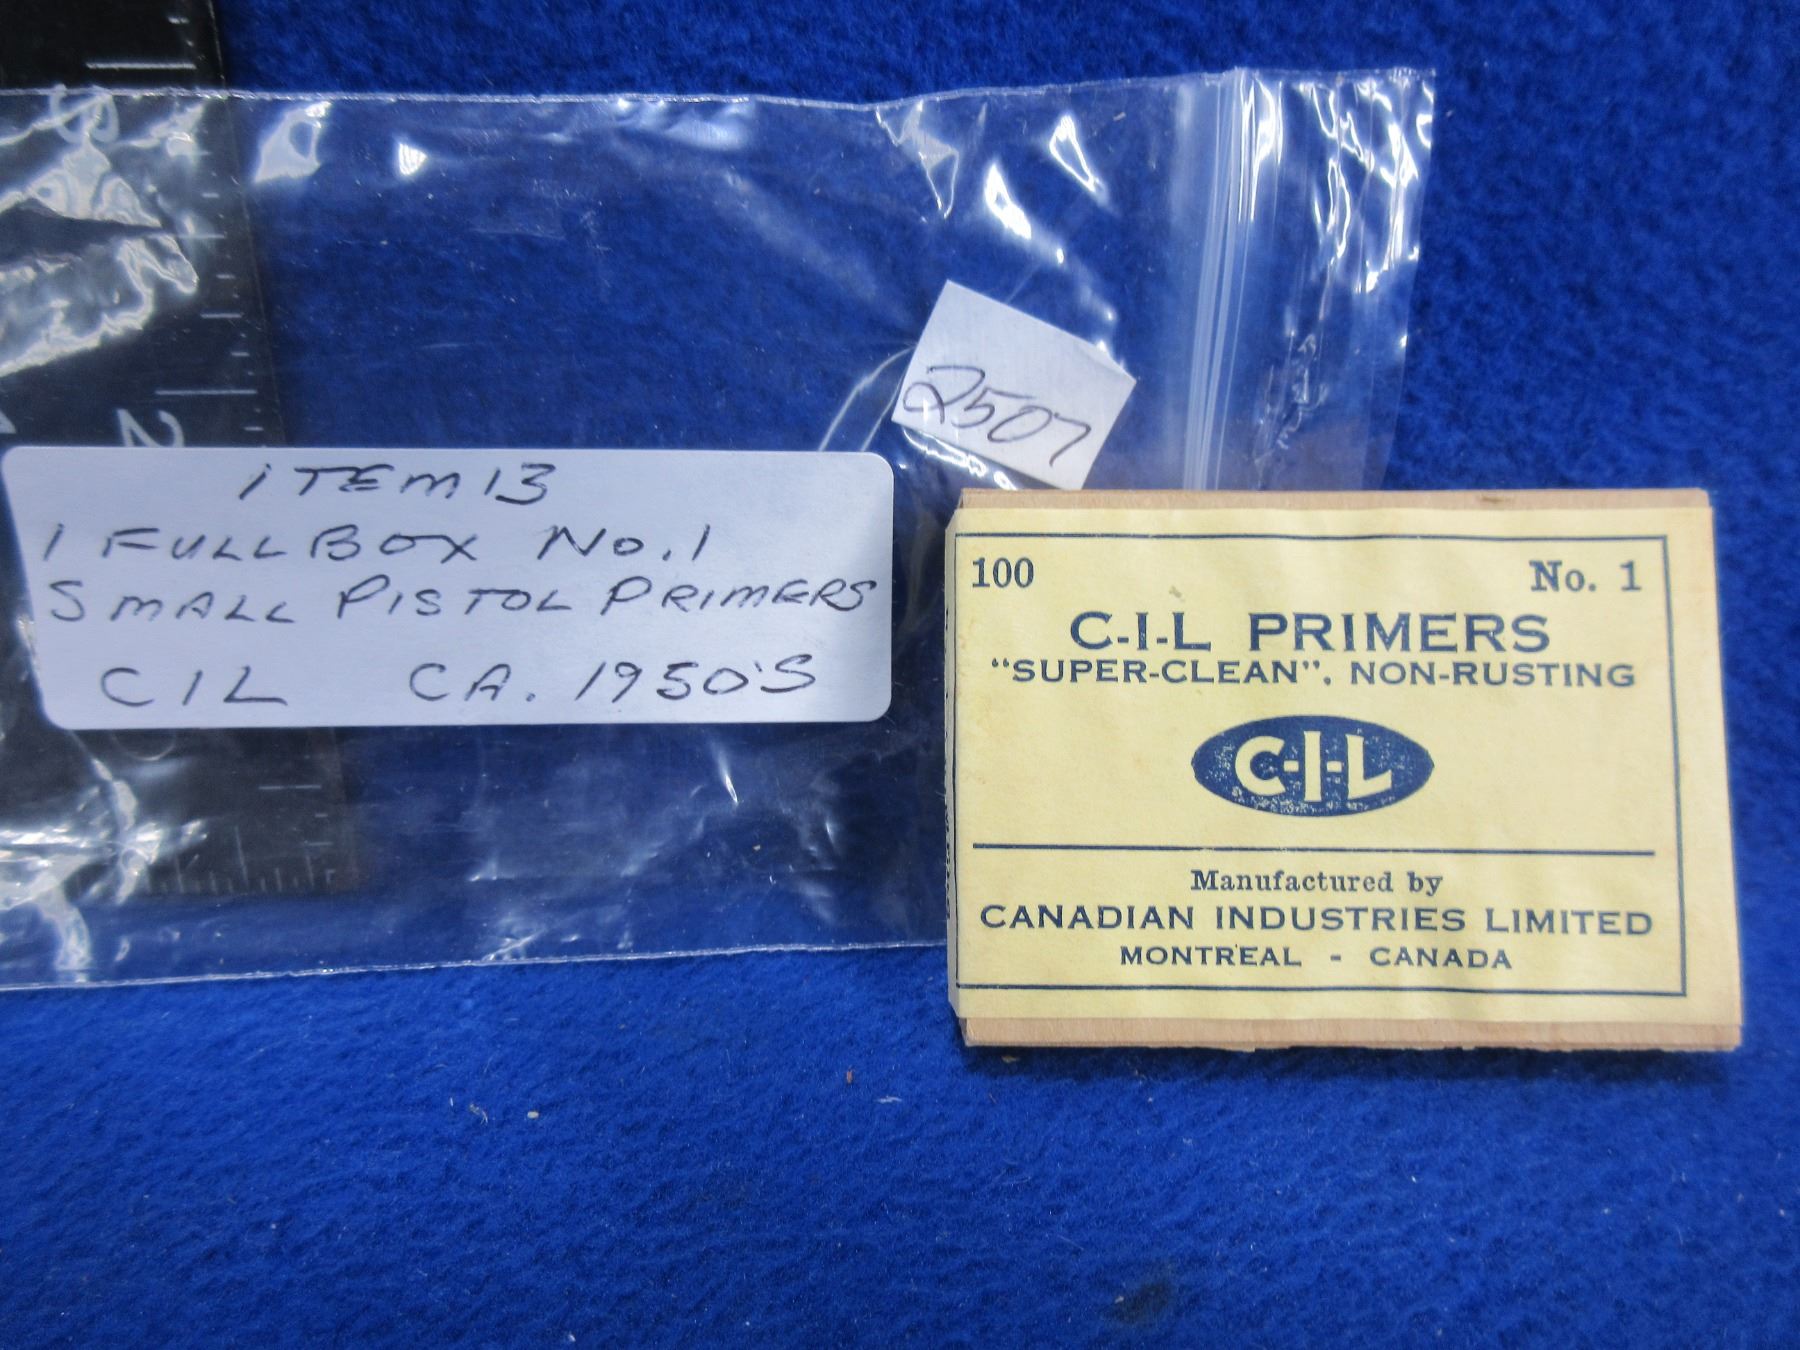 2
2507
ITEM 13
1 FULL BOX No. 1
SMALL PISTOL PRIMERS
CIL CA. 1950'S
100 No. 1
C-I-L PRIMERS
"SUPER-CLEAN", NON-RUSTING
C-I-L
Manufactured by
CANADIAN INDUSTRIES LIMITED
MONTREAL - CANADA